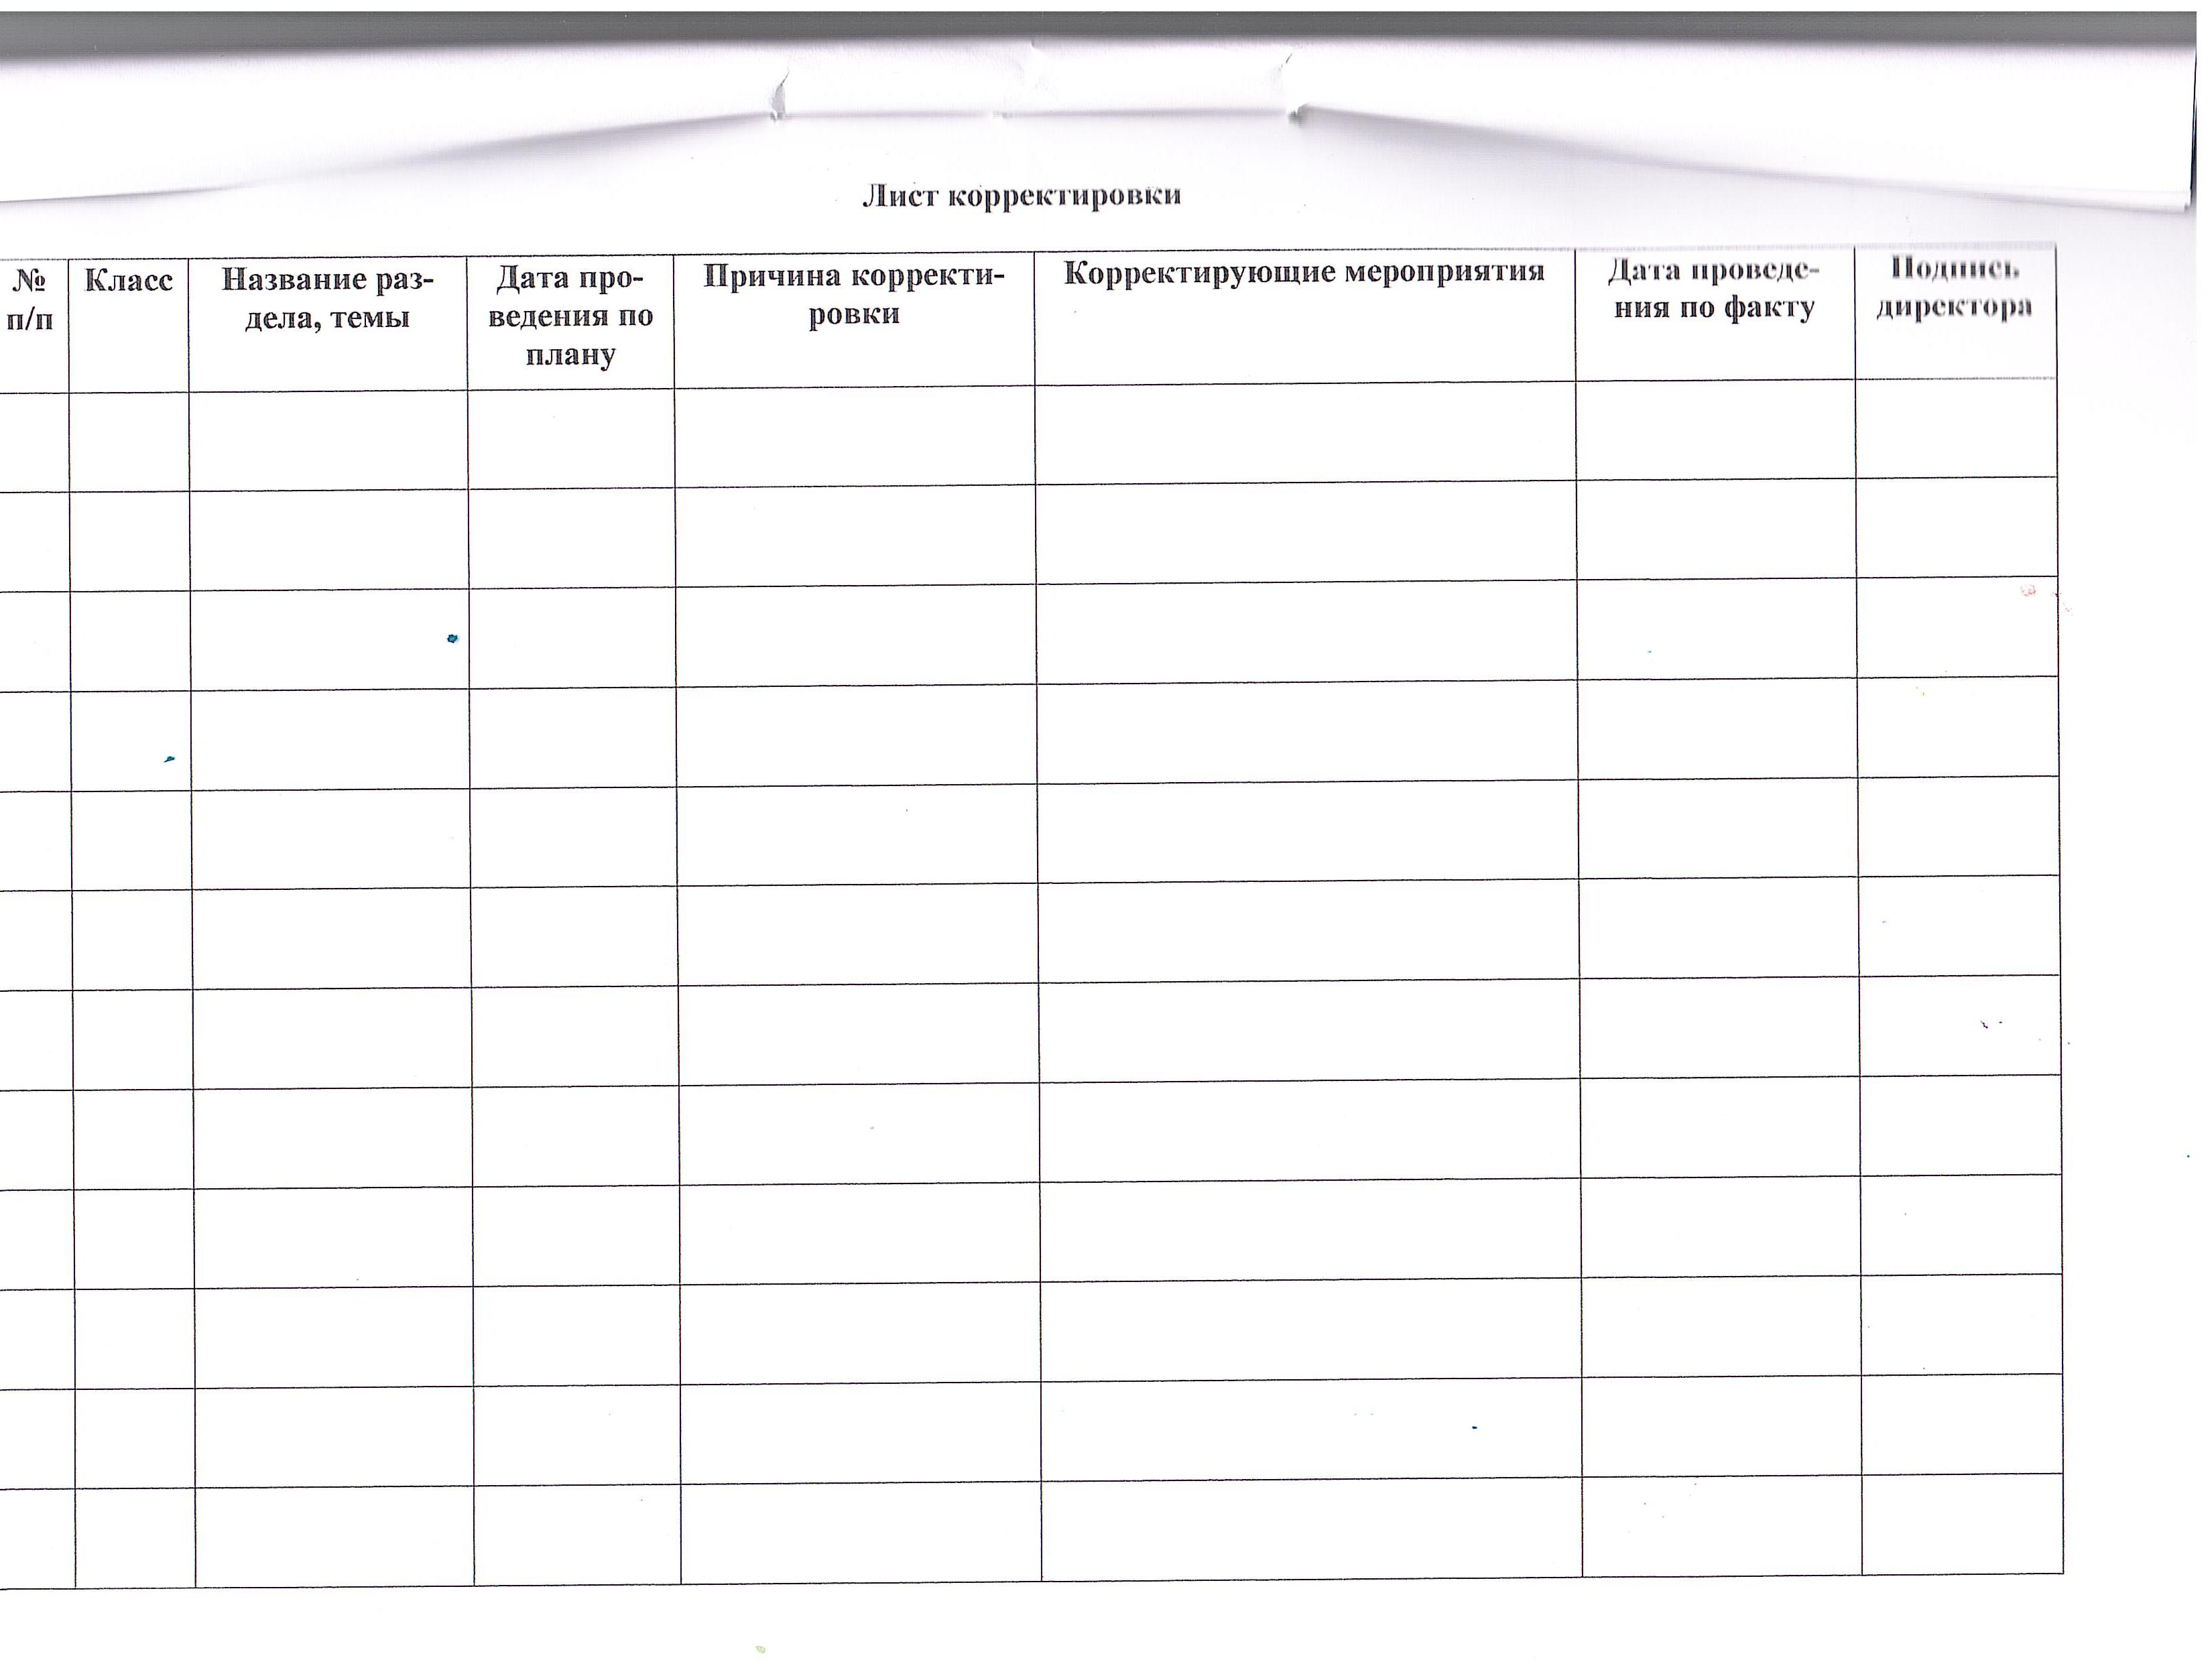 Лист корректировки
№ п/п
Класс
Название раз-
дела, темы
Дата про-
ведения по
плану
Причина корректи-
ровки
Корректирующие мероприятия
Дата проведе-
ния по факту
Подпись
директора